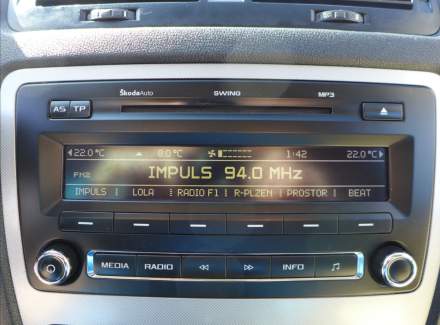 ŠkodaAuto SWING MP3
AS TP
22.0 °C 8.0 °C 1:42 22.0 °C
IMPULS 94.0 MHz
FM2
IMPULS | LOLA | RADIO F1 | R-PLZEN | PROSTOR | BEAT
MEDIA RADIO INFO